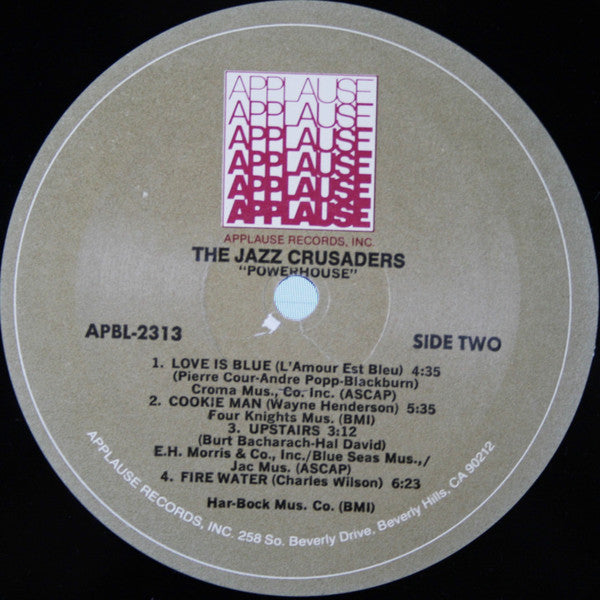 APPLAUSE
APPLAUSE
APPLAUSE
APPLAUSE
APPLAUSE
APPLAUSE
APPLAUSE RECORDS, INC.
THE JAZZ CRUSADERS
"POWERHOUSE"
APBL-2313
SIDE TWO
1. LOVE IS BLUE (L'Amour Est Bleu) 4:35
(Pierre Cour-Andre Popp-Blackburn)
Croma Mus., Co. Inc. (ASCAP)
2. COOKIE MAN (Wayne Henderson) 5:35
Four Knights Mus. (BMI)
3. UPSTAIRS 3:12
(Burt Bacharach-Hal David)
E.H. Morris & Co., Inc./Blue Seas Mus.,/
Jac Mus. (ASCAP)
4. FIRE WATER (Charles Wilson) 6:23
Har-Bock Mus. Co. (BMI)
APPLAUSE RECORDS, INC. 258 So. Beverly Drive, Beverly Hills, CA 90212